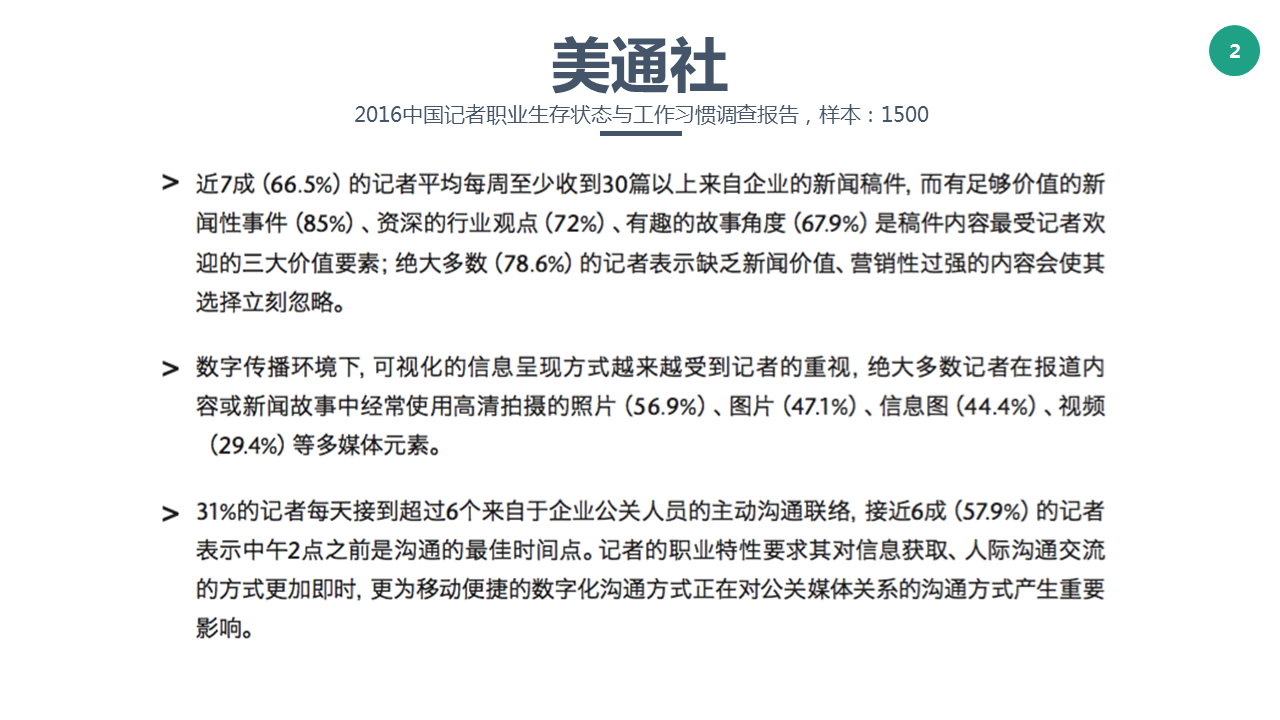 美通社
2
2016中国记者职业生存状态与工作习惯调查报告，样本：1500
> 近7成（66.5%）的记者平均每周至少收到30篇以上来自企业的新闻稿件, 而有足够价值的新
闻性事件（85%）、资深的行业观点（72%）、有趣的故事角度（67.9%）是稿件内容最受记者欢
迎的三大价值要素; 绝大多数（78.6%）的记者表示缺乏新闻价值、营销性过强的内容会使其
选择立刻忽略。
> 数字传播环境下, 可视化的信息呈现方式越来越受到记者的重视, 绝大多数记者在报道内
容或新闻故事中经常使用高清拍摄的照片（56.9%）、图片（47.1%）、信息图（44.4%）、视频
（29.4%）等多媒体元素。
> 31%的记者每天接到超过6个来自于企业公关人员的主动沟通联络, 接近6成（57.9%）的记者
表示中午2点之前是沟通的最佳时间点。记者的职业特性要求其对信息获取、人际沟通交流
的方式更加即时, 更为移动便捷的数字化沟通方式正在对公关媒体关系的沟通方式产生重要
影响。